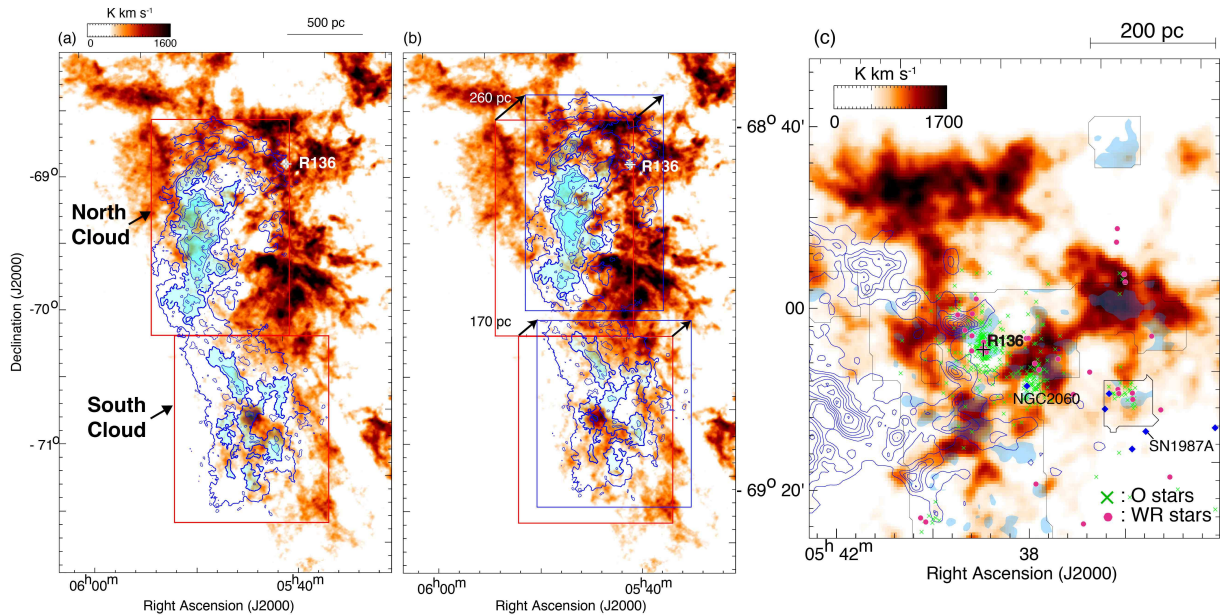 (a)
K km s⁻¹
0
1600
500 pc
R136
North
Cloud
South
Cloud
-69°
-70°
-71°
Declination (J2000)
06ʰ00ᵐ
05ʰ40ᵐ
Right Ascension (J2000)
(b)
260 pc
R136
170 pc
06ʰ00ᵐ
05ʰ40ᵐ
Right Ascension (J2000)
(c)
200 pc
K km s⁻¹
0
1700
- 68° 40'
00
- 69° 20'
R136
NGC2060
SN1987A
: O stars
: WR stars
05ʰ 42ᵐ
38
Right Ascension (J2000)